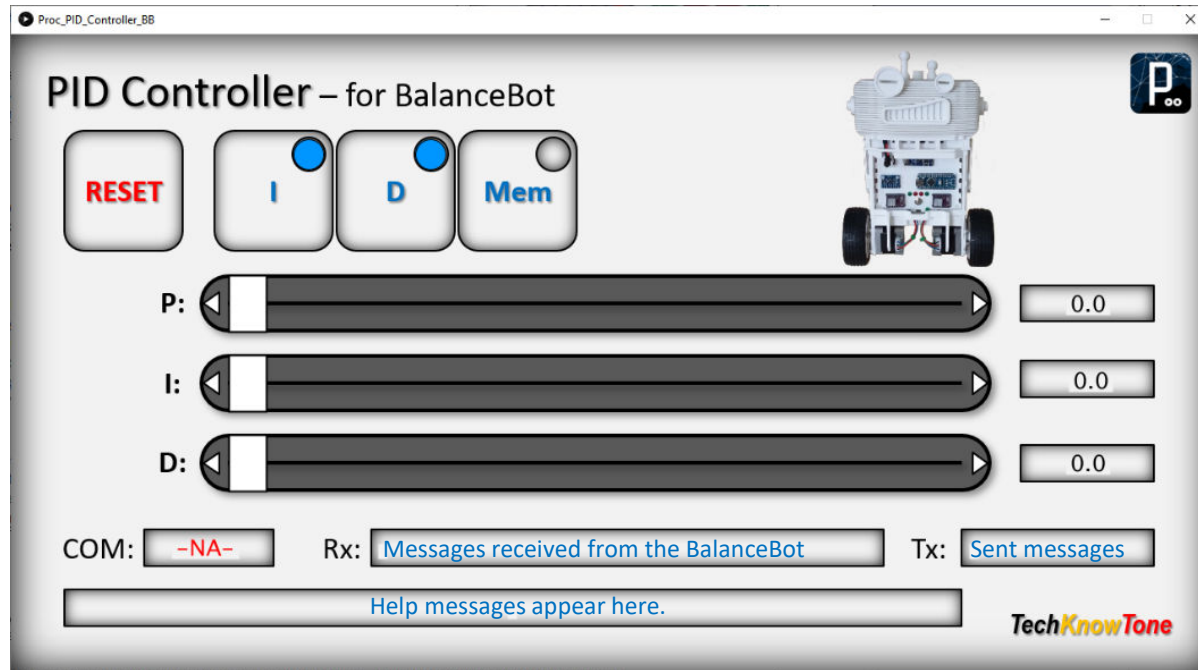 Proc_PID_Controller_BB
PID Controller – for BalanceBot
RESET
I
D
Mem
P: 0.0
I: 0.0
D: 0.0
COM: –NA– Rx: Messages received from the BalanceBot Tx: Sent messages
Help messages appear here.
TechKnowTone
P